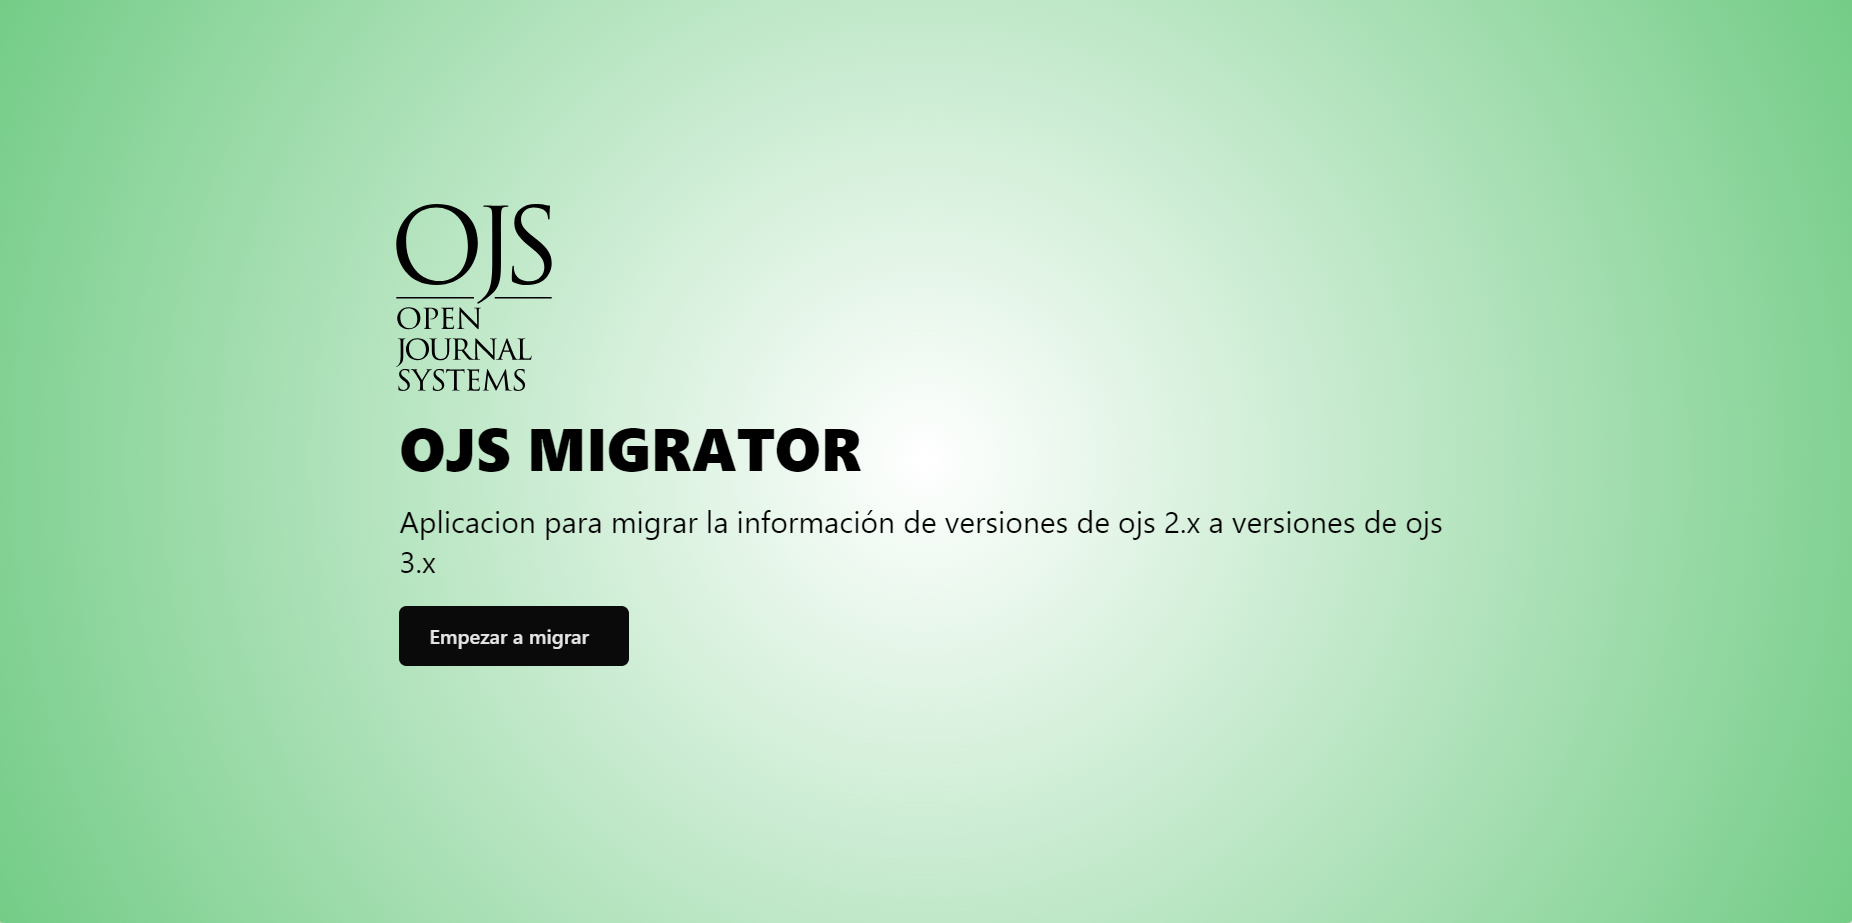 OJS
OPEN
JOURNAL
SYSTEMS
OJS MIGRATOR
Aplicacion para migrar la información de versiones de ojs 2.x a versiones de ojs
3.x
Empezar a migrar